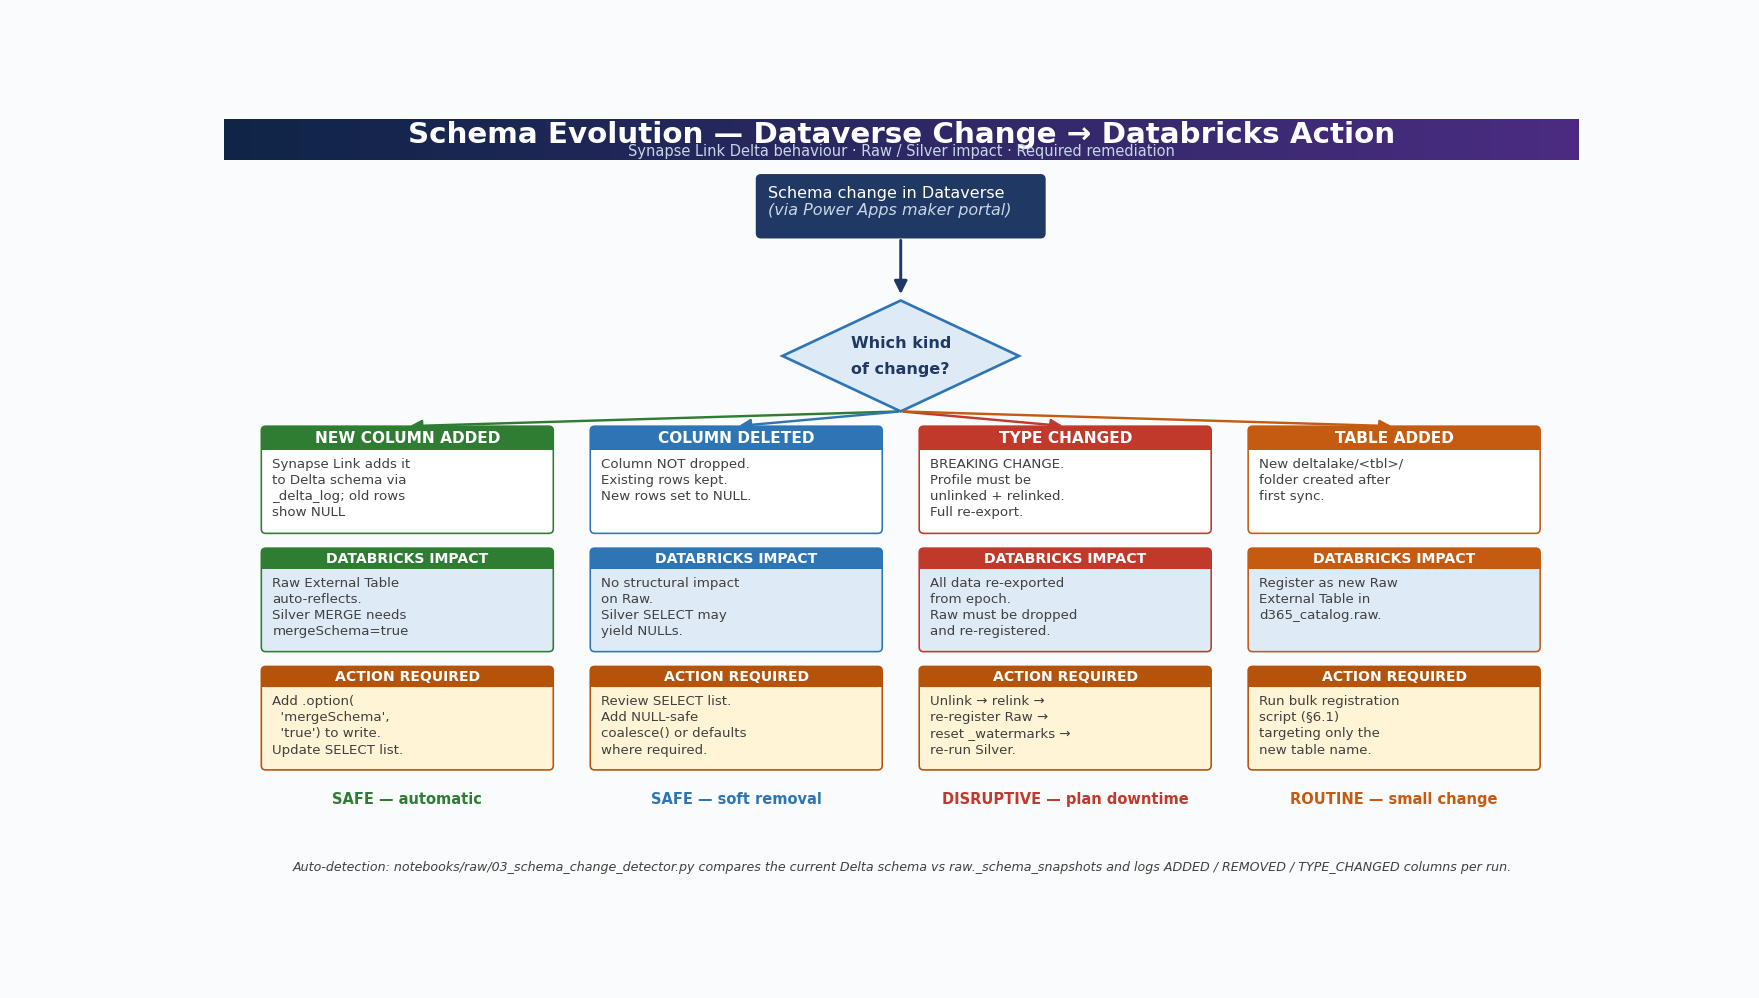 Schema Evolution — Dataverse Change → Databricks Action
Synapse Link Delta behaviour · Raw / Silver impact · Required remediation
Schema change in Dataverse
(via Power Apps maker portal)
Which kind
of change?
NEW COLUMN ADDED
Synapse Link adds it
to Delta schema via
_delta_log; old rows
show NULL
DATABRICKS IMPACT
Raw External Table
auto-reflects.
Silver MERGE needs
mergeSchema=true
ACTION REQUIRED
Add .option(
'mergeSchema',
'true') to write.
Update SELECT list.
SAFE — automatic
COLUMN DELETED
Column NOT dropped.
Existing rows kept.
New rows set to NULL.
DATABRICKS IMPACT
No structural impact
on Raw.
Silver SELECT may
yield NULLs.
ACTION REQUIRED
Review SELECT list.
Add NULL-safe
coalesce() or defaults
where required.
SAFE — soft removal
TYPE CHANGED
BREAKING CHANGE.
Profile must be
unlinked + relinked.
Full re-export.
DATABRICKS IMPACT
All data re-exported
from epoch.
Raw must be dropped
and re-registered.
ACTION REQUIRED
Unlink → relink →
re-register Raw →
reset _watermarks →
re-run Silver.
DISRUPTIVE — plan downtime
TABLE ADDED
New deltalake/<tbl>/
folder created after
first sync.
DATABRICKS IMPACT
Register as new Raw
External Table in
d365_catalog.raw.
ACTION REQUIRED
Run bulk registration
script (§6.1)
targeting only the
new table name.
ROUTINE — small change
Auto-detection: notebooks/raw/03_schema_change_detector.py compares the current Delta schema vs raw._schema_snapshots and logs ADDED / REMOVED / TYPE_CHANGED columns per run.